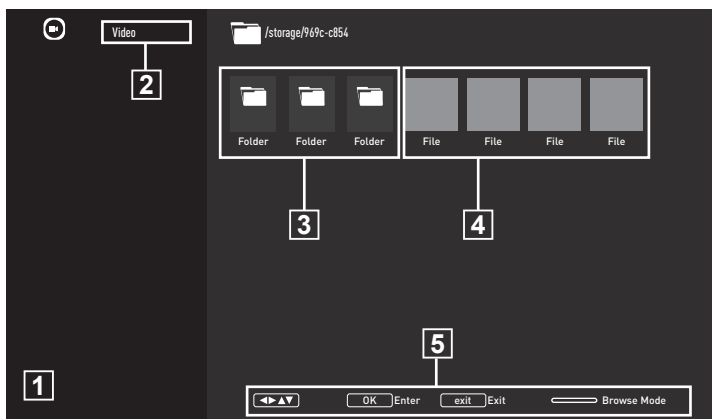 Video
/storage/969c-c854
2
Folder Folder Folder File File File File
3 4
5
1
OK Enter exit Exit Browse Mode